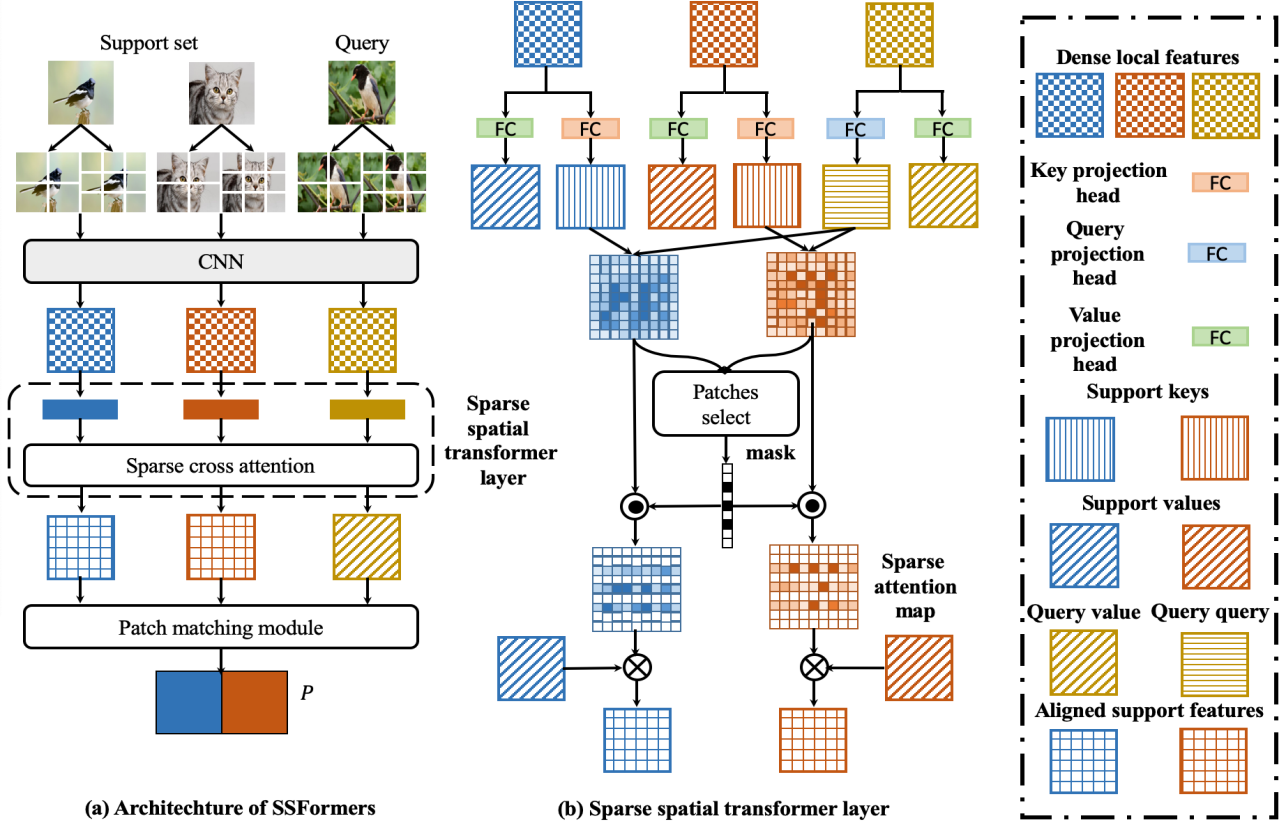 Support set
Query
CNN
Sparse cross attention
Sparse
spatial
transformer
layer
Patch matching module
P
(a) Architechture of SSFormers
FC
FC
FC
FC
FC
FC
Patches
select
mask
Sparse
attention
map
(b) Sparse spatial transformer layer
Dense local features
Key projection
head
FC
Query
projection
head
FC
Value
projection
head
FC
Support keys
Support values
Query value
Query query
Aligned support features